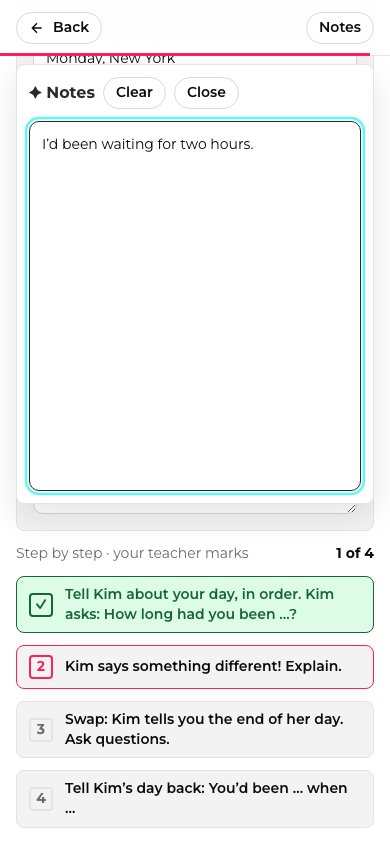 ← Back
Notes
Monday, New York
✦ Notes
Clear
Close
I'd been waiting for two hours.
Step by step · your teacher marks
1 of 4
Tell Kim about your day, in order. Kim
asks: How long had you been ...?
2
Kim says something different! Explain.
3
Swap: Kim tells you the end of her day.
Ask questions.
4
Tell Kim's day back: You'd been ... when
...